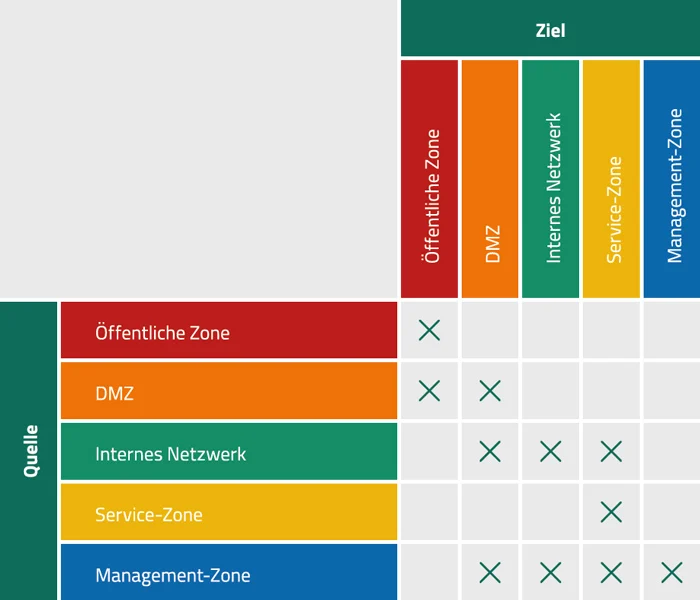 Ziel
Öffentliche Zone
DMZ
Internes Netzwerk
Service-Zone
Management-Zone
Quelle
Öffentliche Zone
DMZ
Internes Netzwerk
Service-Zone
Management-Zone